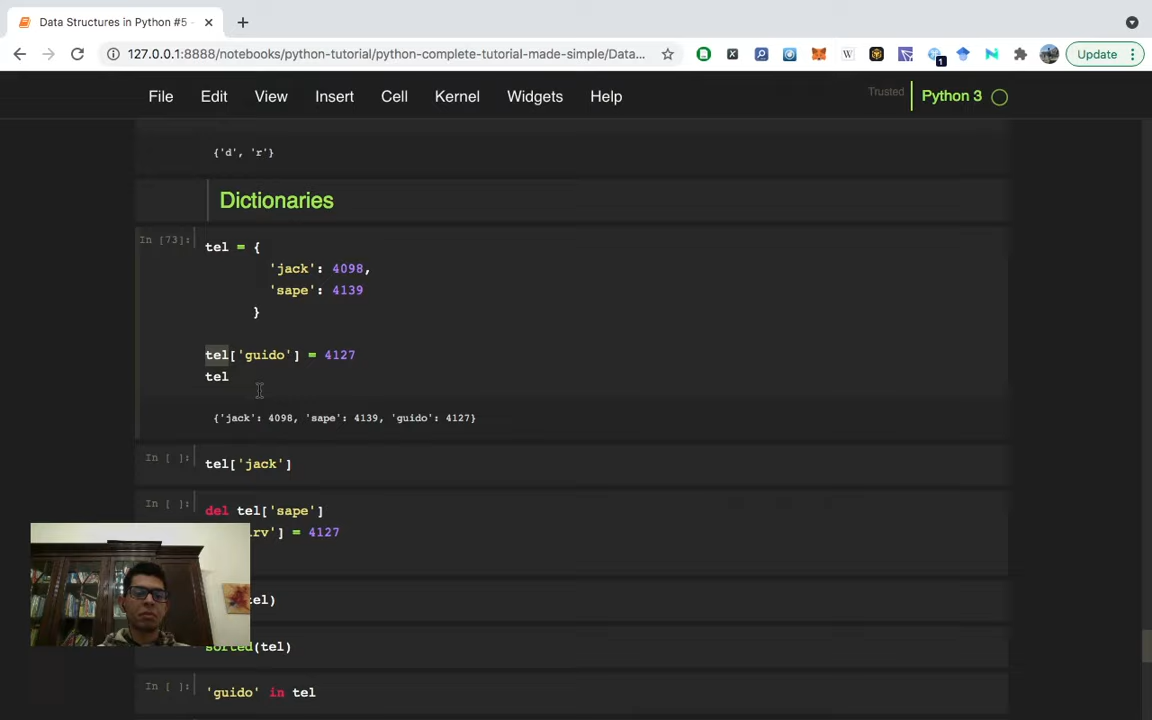 Data Structures in Python #5
127.0.0.1:8888/notebooks/python-tutorial/python-complete-tutorial-made-simple/Data...
Update
File Edit View Insert Cell Kernel Widgets Help
Trusted
Python 3
{'d', 'r'}
Dictionaries
In [73]:
tel = {
'jack': 4098,
'sape': 4139
}
tel['guido'] = 4127
tel
{'jack': 4098, 'sape': 4139, 'guido': 4127}
In [ ]:
tel['jack']
In [ ]:
del tel['sape']
rv'] = 4127
el)
sorted(tel)
In [ ]:
'guido' in tel